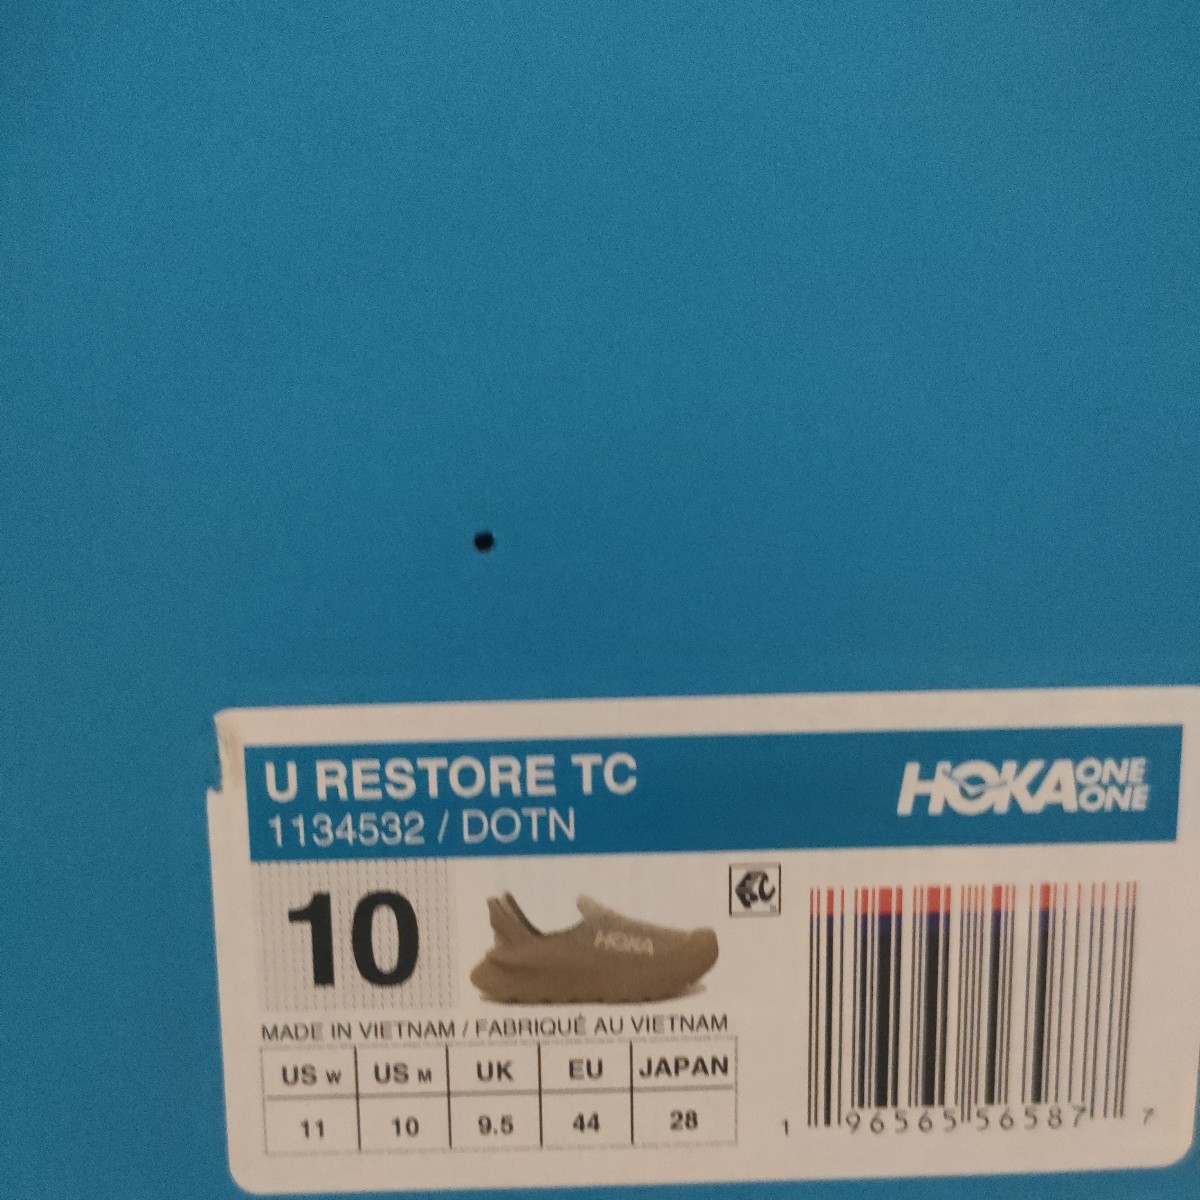 U RESTORE TC
1134532 / DOTN
HOKA ONE ONE
10
HOKA
MADE IN VIETNAM / FABRIQUÉ AU VIETNAM
US W US M UK EU JAPAN
11 10 9.5 44 28
1 96565 56587 7